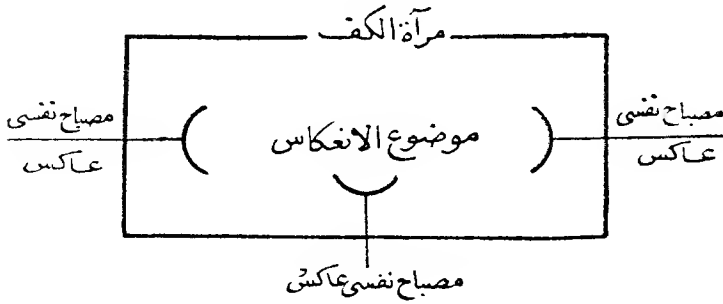 مرآة الكف
مصباح نفسى
عاكس
موضوع الانعكاس
مصباح نفسى
عاكس
مصباح نفسى عاكس